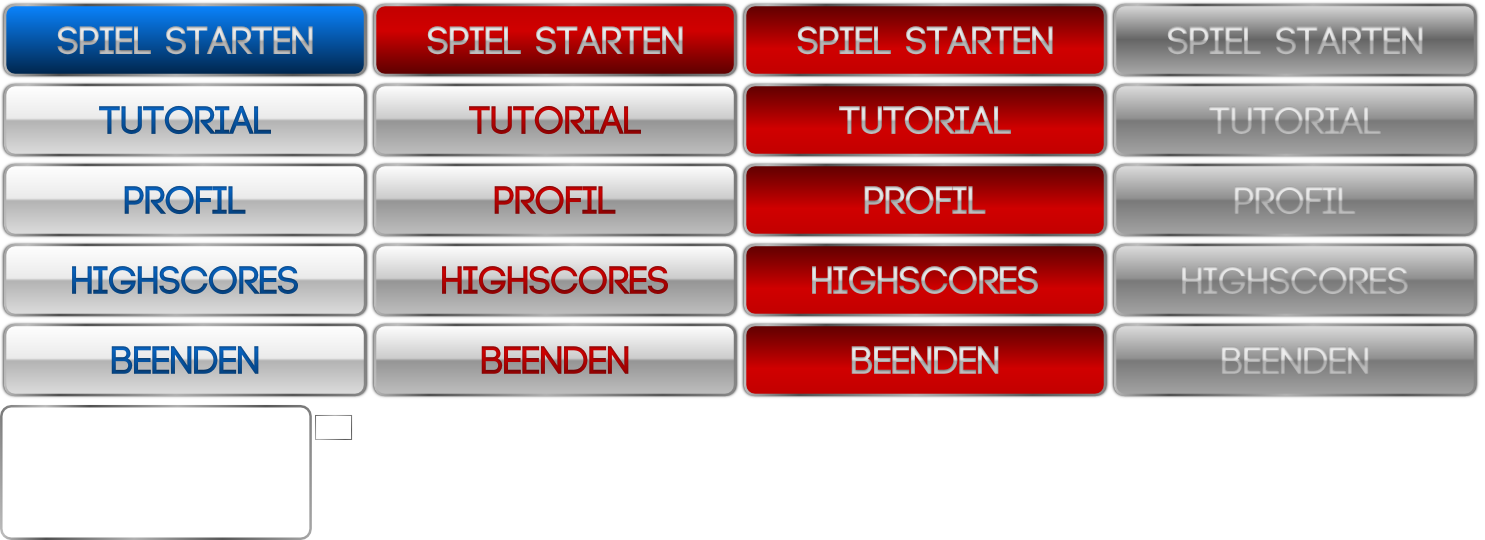 SPIEL STARTEN SPIEL STARTEN SPIEL STARTEN SPIEL STARTEN
TUTORIAL TUTORIAL TUTORIAL TUTORIAL
PROFIL PROFIL PROFIL PROFIL
HIGHSCORES HIGHSCORES HIGHSCORES HIGHSCORES
BEENDEN BEENDEN BEENDEN BEENDEN